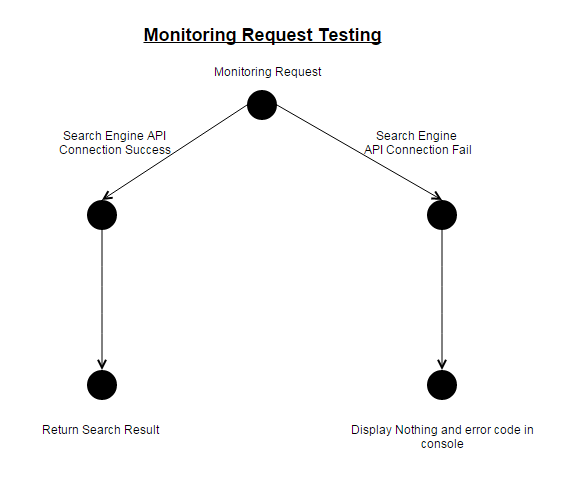 Monitoring Request Testing
Monitoring Request
Search Engine API
Connection Success
Search Engine
API Connection Fail
Return Search Result
Display Nothing and error code in
console